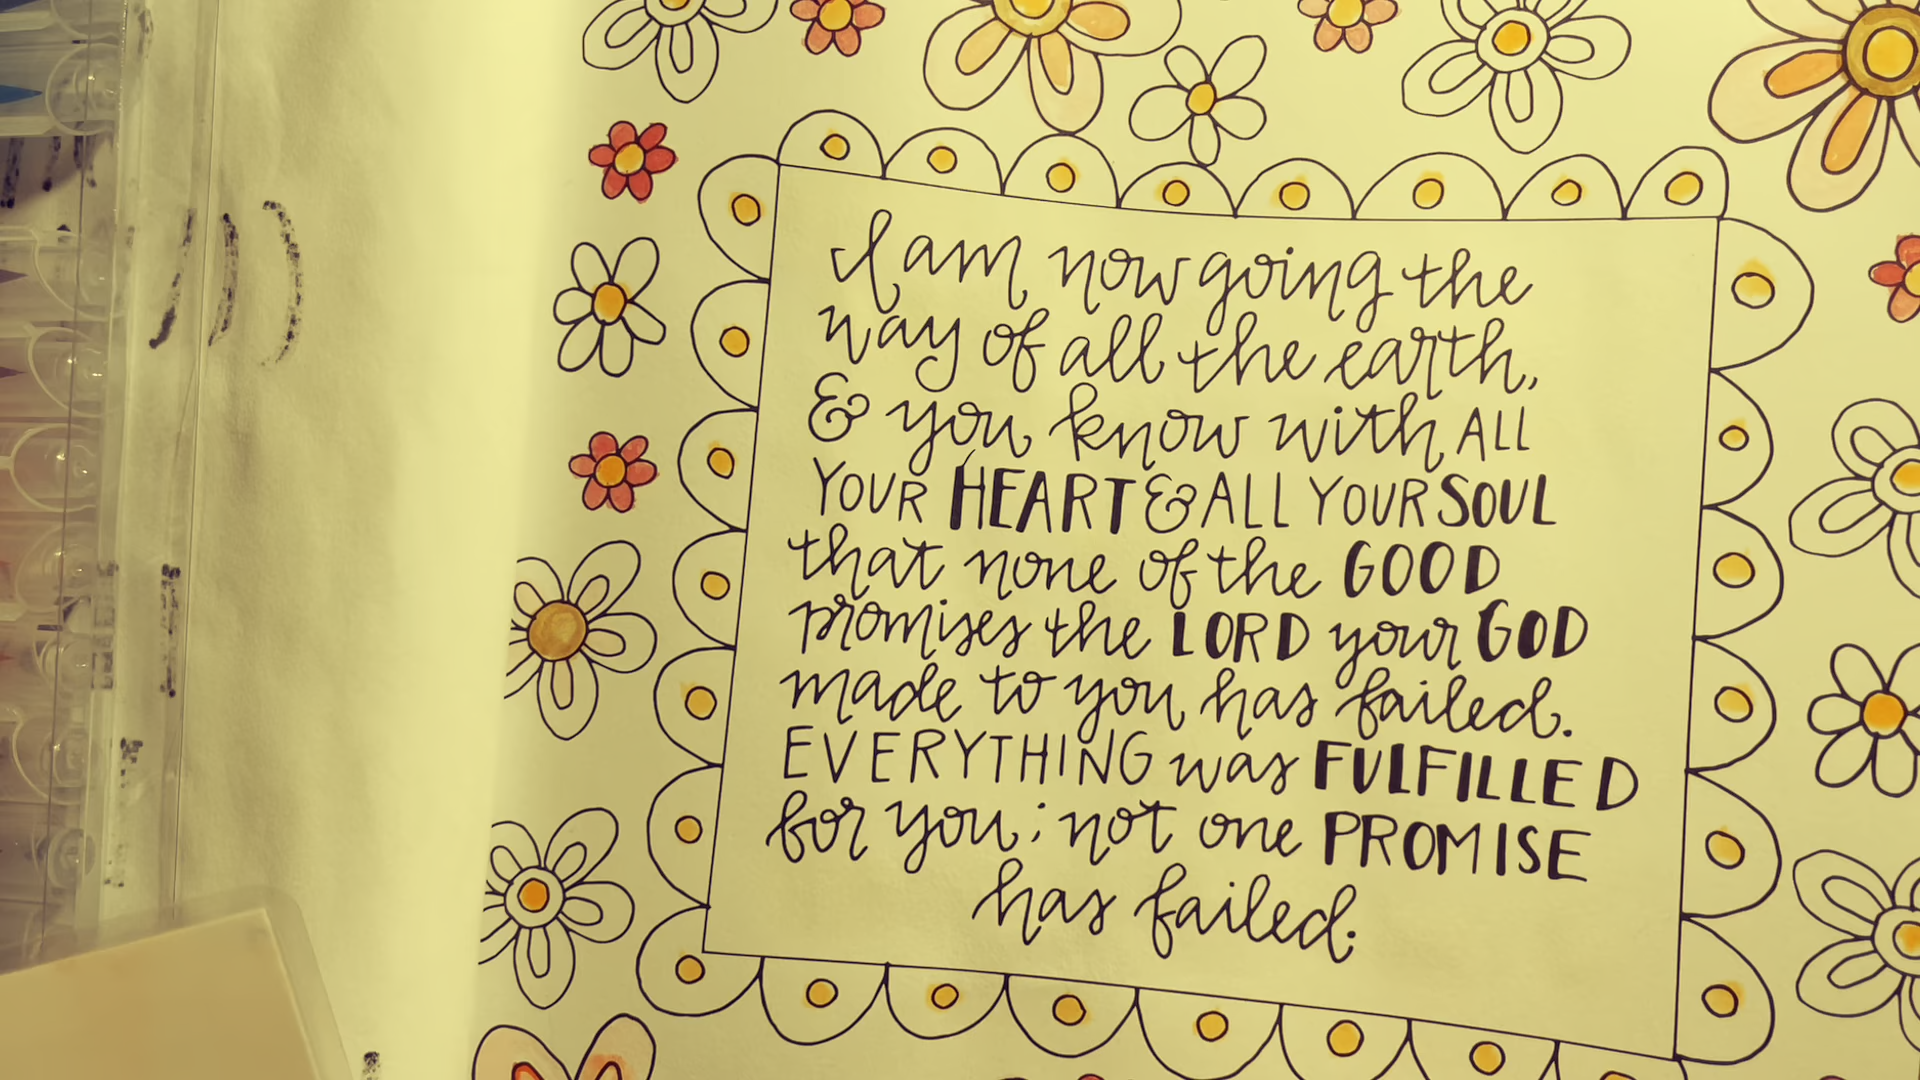 I am now going the
way of all the earth,
& you know with ALL
YOUR HEART & ALL YOUR SOUL
that none of the GOOD
promises the LORD your GOD
made to you has failed.
EVERYTHING was FULFILLED
for you; not one PROMISE
has failed.